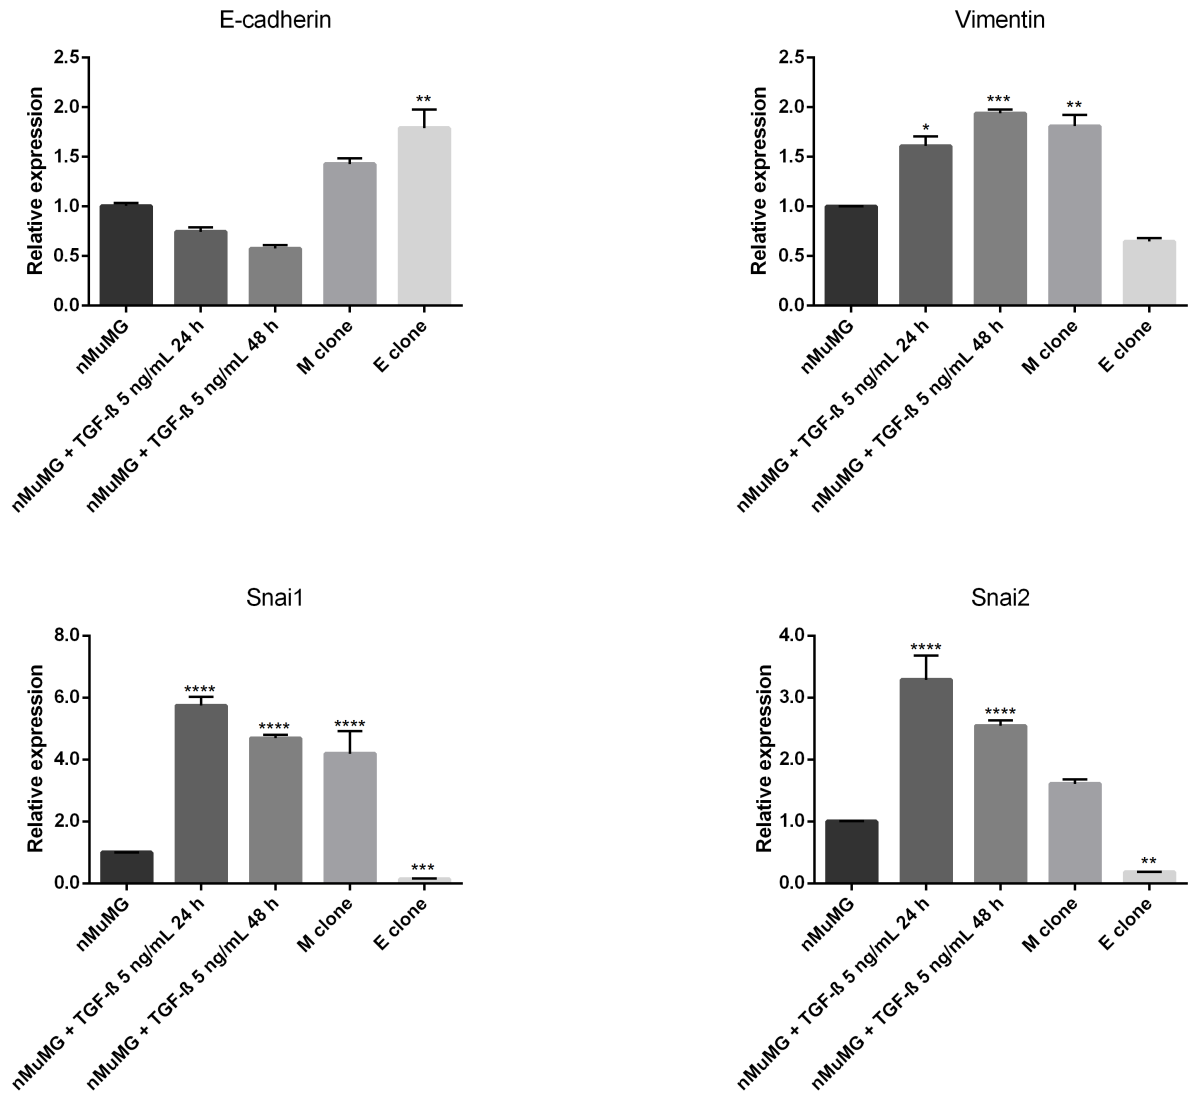 E-cadherin
Relative expression
2.5
2.0
1.5
1.0
0.5
0.0
**
nMuMG
nMuMG + TGF-ß 5 ng/mL 24 h
nMuMG + TGF-ß 5 ng/mL 48 h
M clone
E clone
Vimentin
Relative expression
2.5
2.0
1.5
1.0
0.5
0.0
*
***
**
nMuMG
nMuMG + TGF-ß 5 ng/mL 24 h
nMuMG + TGF-ß 5 ng/mL 48 h
M clone
E clone
Snai1
Relative expression
8.0
6.0
4.0
2.0
0.0
****
****
****
***
nMuMG
nMuMG + TGF-ß 5 ng/mL 24 h
nMuMG + TGF-ß 5 ng/mL 48 h
M clone
E clone
Snai2
Relative expression
4.0
3.0
2.0
1.0
0.0
****
****
**
nMuMG
nMuMG + TGF-ß 5 ng/mL 24 h
nMuMG + TGF-ß 5 ng/mL 48 h
M clone
E clone